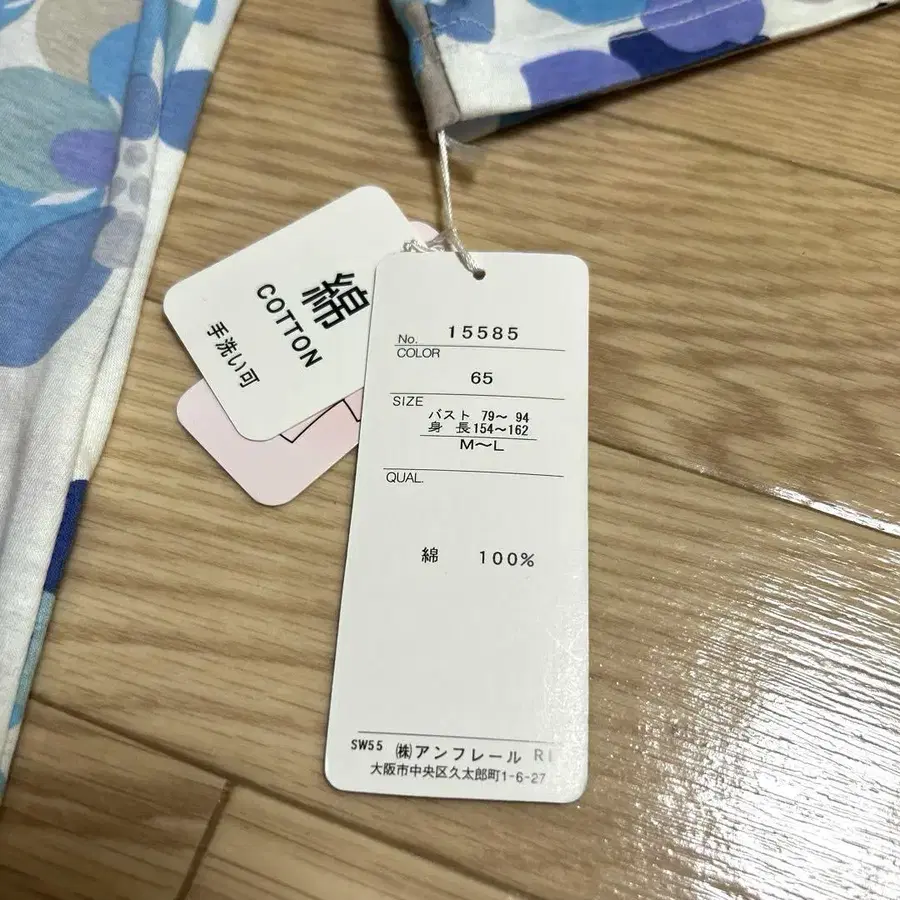 綿
COTTON
手洗い可
No. 15585
COLOR
65
SIZE
バスト 79〜 94
身 長154〜162
M〜L
QUAL.
綿 100%
SW55 ㈱アンフレール
大阪市中央区久太郎町1-6-27